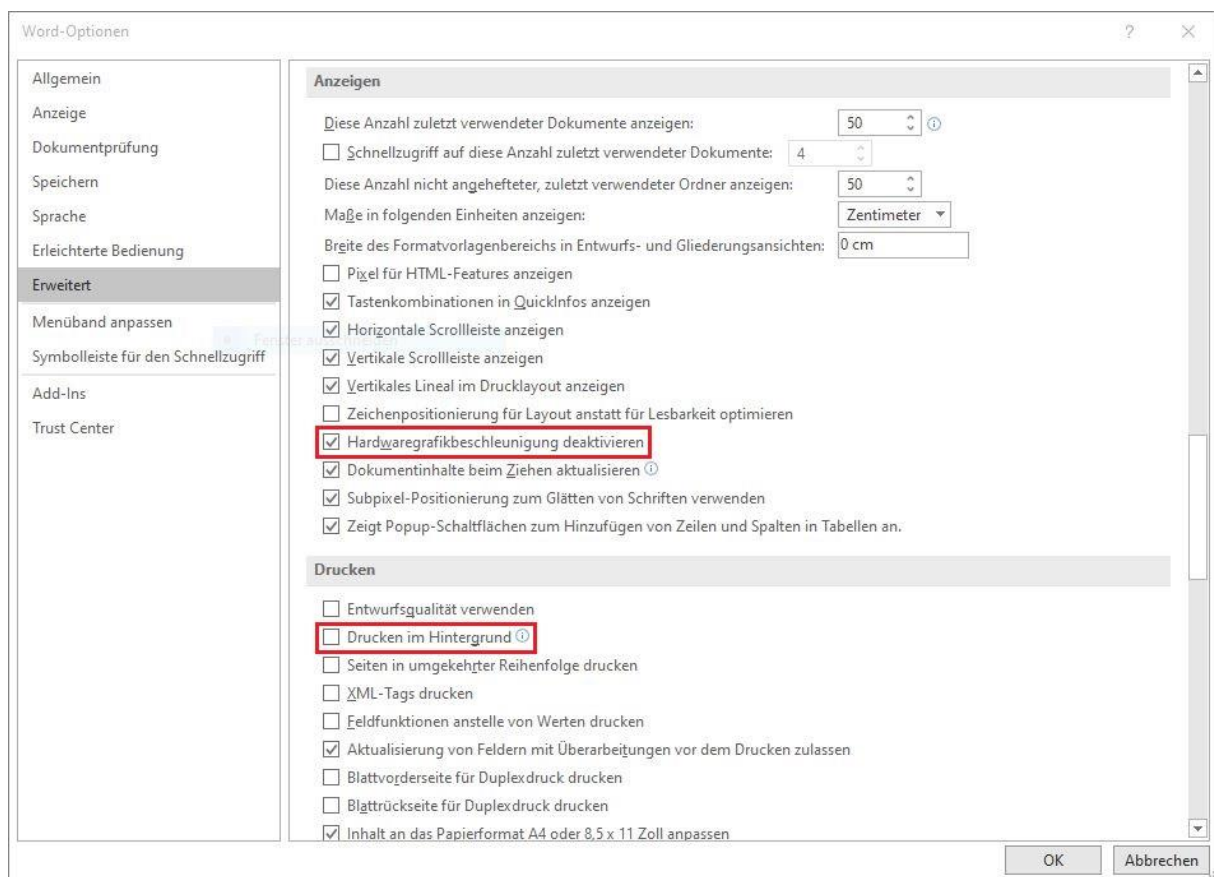 Word-Optionen
?
Allgemein
Anzeige
Dokumentprüfung
Speichern
Sprache
Erleichterte Bedienung
Erweitert
Menüband anpassen
Symbolleiste für den Schnellzugriff
Add-Ins
Trust Center
Fenster ausschneiden
Anzeigen
Diese Anzahl zuletzt verwendeter Dokumente anzeigen: 50
Schnellzugriff auf diese Anzahl zuletzt verwendeter Dokumente: 4
Diese Anzahl nicht angehefteter, zuletzt verwendeter Ordner anzeigen: 50
Maße in folgenden Einheiten anzeigen: Zentimeter
Breite des Formatvorlagenbereichs in Entwurfs- und Gliederungsansichten: 0 cm
Pixel für HTML-Features anzeigen
Tastenkombinationen in QuickInfos anzeigen
Horizontale Scrollleiste anzeigen
Vertikale Scrollleiste anzeigen
Vertikales Lineal im Drucklayout anzeigen
Zeichenpositionierung für Layout anstatt für Lesbarkeit optimieren
Hardwaregrafikbeschleunigung deaktivieren
Dokumentinhalte beim Ziehen aktualisieren
Subpixel-Positionierung zum Glätten von Schriften verwenden
Zeigt Popup-Schaltflächen zum Hinzufügen von Zeilen und Spalten in Tabellen an.
Drucken
Entwurfsqualität verwenden
Drucken im Hintergrund
Seiten in umgekehrter Reihenfolge drucken
XML-Tags drucken
Feldfunktionen anstelle von Werten drucken
Aktualisierung von Feldern mit Überarbeitungen vor dem Drucken zulassen
Blattvorderseite für Duplexdruck drucken
Blattrückseite für Duplexdruck drucken
Inhalt an das Papierformat A4 oder 8,5 x 11 Zoll anpassen
OK
Abbrechen